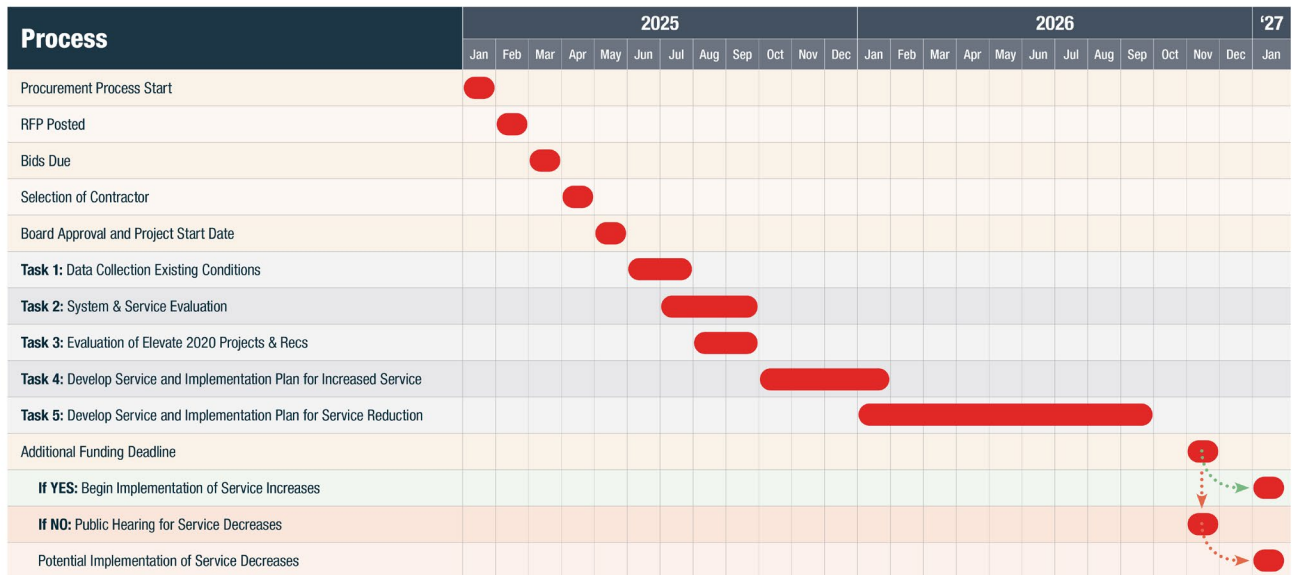 Process
2025
2026
‘27
Jan Feb Mar Apr May Jun Jul Aug Sep Oct Nov Dec Jan Feb Mar Apr May Jun Jul Aug Sep Oct Nov Dec Jan
Procurement Process Start
RFP Posted
Bids Due
Selection of Contractor
Board Approval and Project Start Date
Task 1: Data Collection Existing Conditions
Task 2: System & Service Evaluation
Task 3: Evaluation of Elevate 2020 Projects & Recs
Task 4: Develop Service and Implementation Plan for Increased Service
Task 5: Develop Service and Implementation Plan for Service Reduction
Additional Funding Deadline
If YES: Begin Implementation of Service Increases
If NO: Public Hearing for Service Decreases
Potential Implementation of Service Decreases